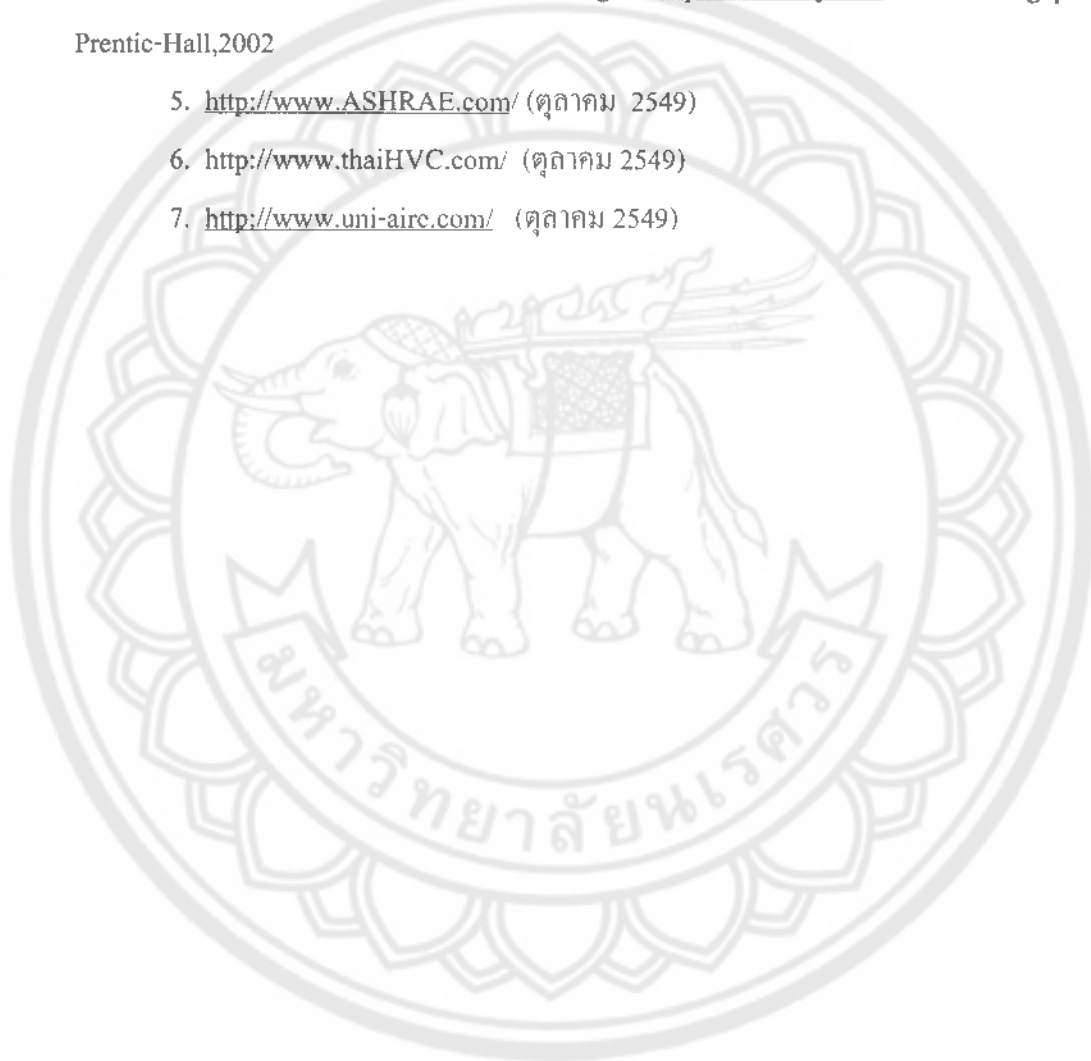 Prentic-Hall,2002
5. http://www.ASHRAE.com/ (ตุลาคม 2549)
6. http://www.thaiHVC.com/ (ตุลาคม 2549)
7. http://www.uni-airc.com/ (ตุลาคม 2549)
มหาวิทยาลัยนเรศวร